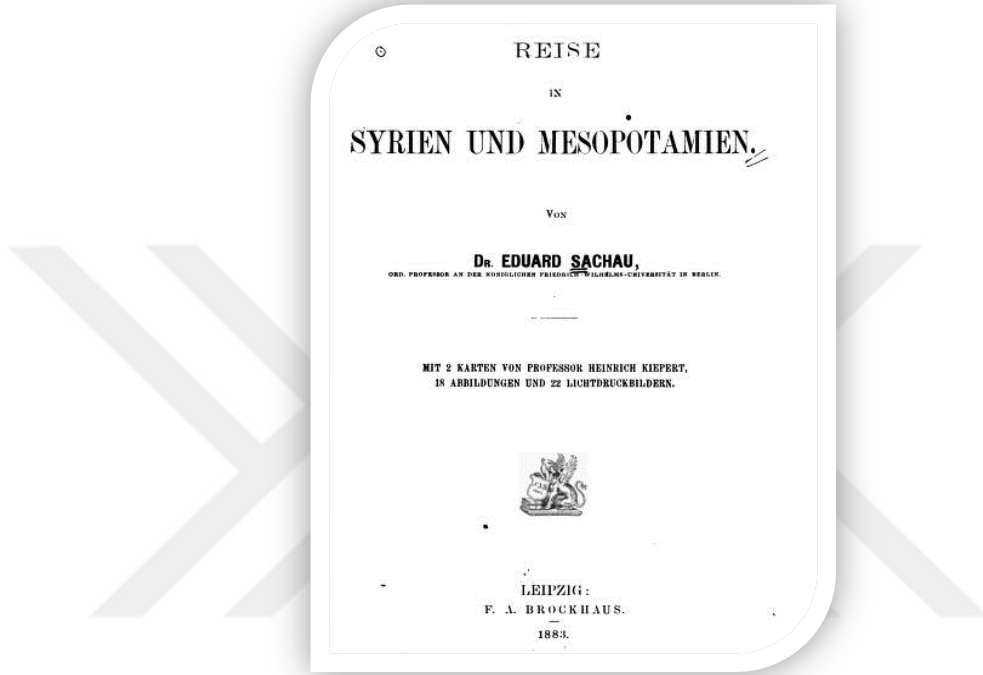 REISE
IN
SYRIEN UND MESOPOTAMIEN.
VON
DR. EDUARD SACHAU,
ORD. PROFESSOR AN DER KÖNIGLICHEN FRIEDRICH-WILHELMS-UNIVERSITÄT IN BERLIN.
MIT 2 KARTEN VON PROFESSOR HEINRICH KIEPERT,
18 ABBILDUNGEN UND 22 LICHTDRUCKBILDERN.
LEIPZIG:
F. A. BROCKHAUS.
1883.